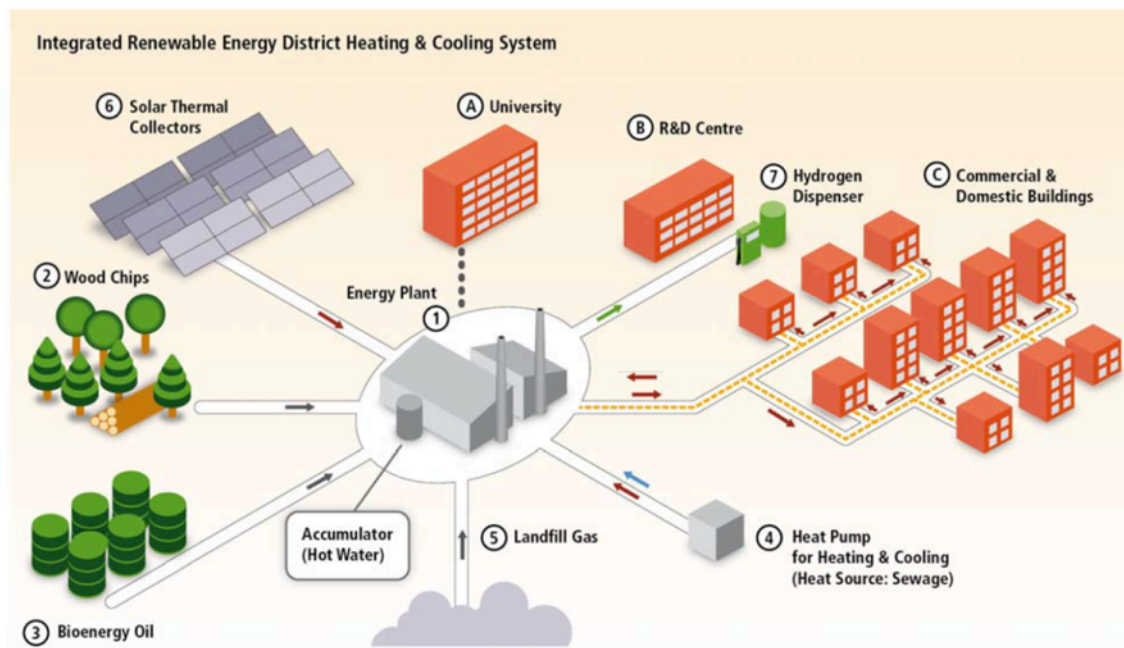 Integrated Renewable Energy District Heating & Cooling System
6 Solar Thermal
Collectors
A University
B R&D Centre
7 Hydrogen
Dispenser
C Commercial &
Domestic Buildings
2 Wood Chips
Energy Plant
1
Accumulator
(Hot Water)
5 Landfill Gas
4 Heat Pump
for Heating & Cooling
(Heat Source: Sewage)
3 Bioenergy Oil